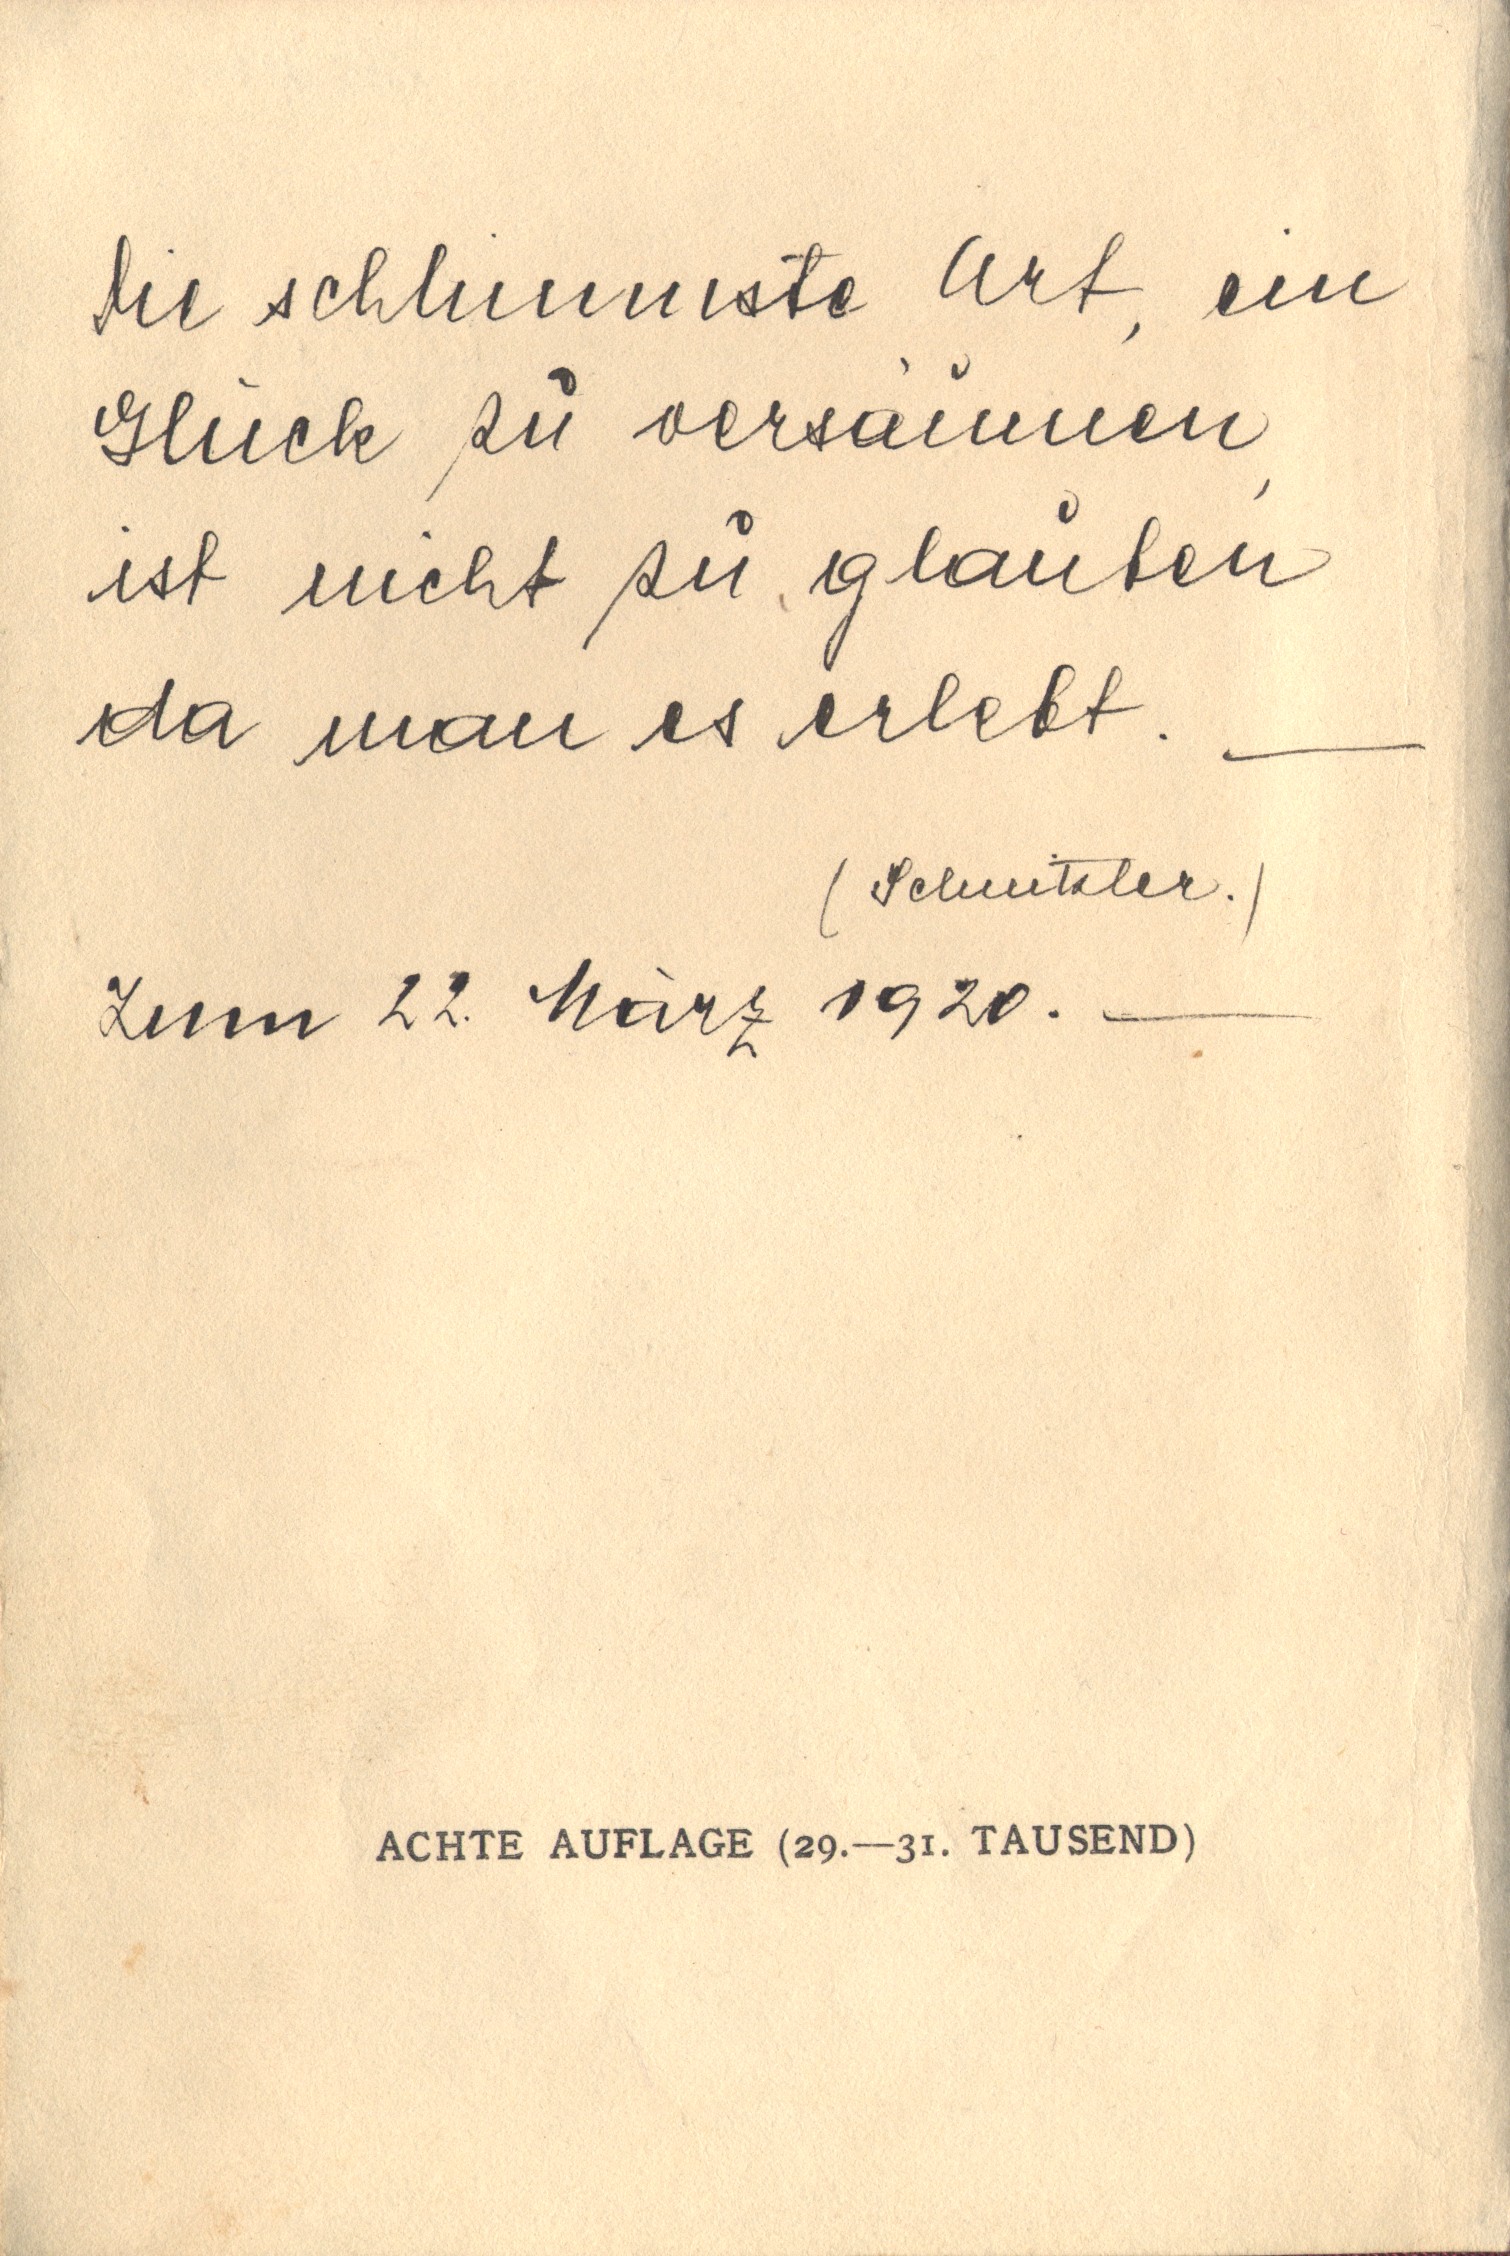 Die schlimmste Art, ein
Glück zu versäumen,
ist nicht zu glauben
da man es erlebt. —
(Schnitzler.)
Zum 22. März 1920. —
ACHTE AUFLAGE (29.—31. TAUSEND)